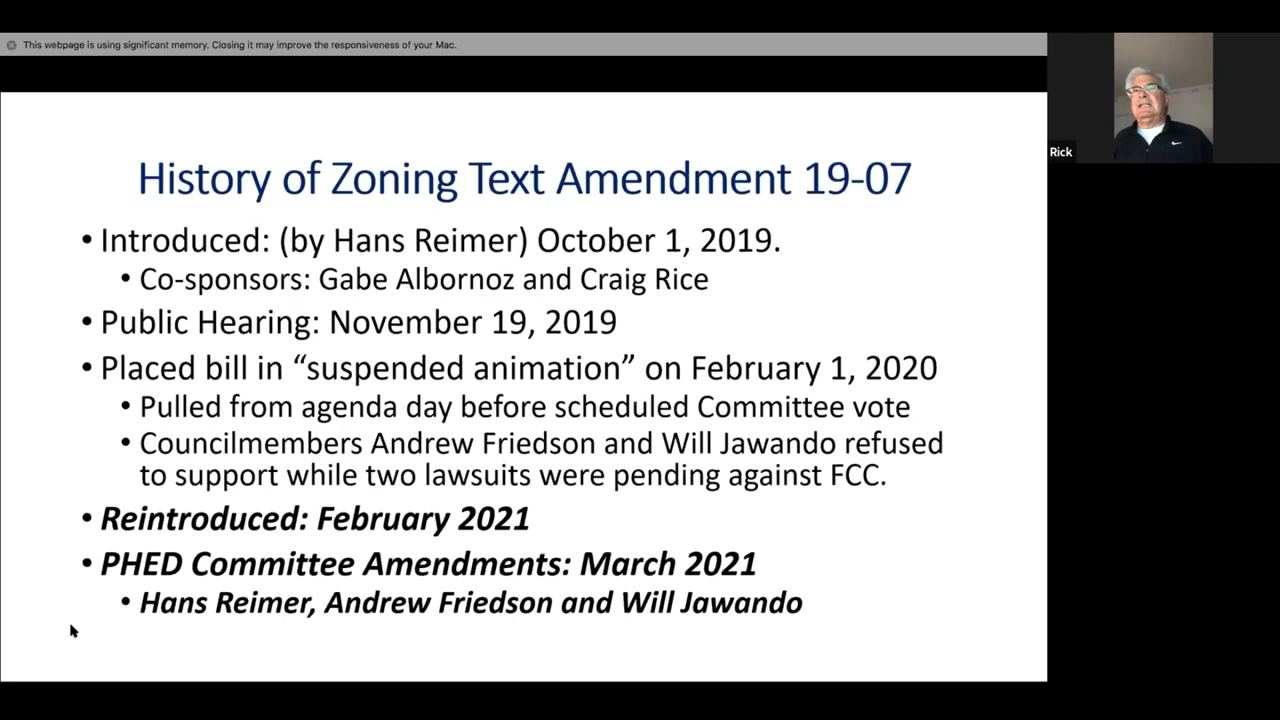 This webpage is using significant memory. Closing it may improve the responsiveness of your Mac.
Rick
History of Zoning Text Amendment 19-07
• Introduced: (by Hans Reimer) October 1, 2019.
• Co-sponsors: Gabe Albornoz and Craig Rice
• Public Hearing: November 19, 2019
• Placed bill in “suspended animation” on February 1, 2020
• Pulled from agenda day before scheduled Committee vote
• Councilmembers Andrew Friedson and Will Jawando refused
to support while two lawsuits were pending against FCC.
• Reintroduced: February 2021
• PHED Committee Amendments: March 2021
• Hans Reimer, Andrew Friedson and Will Jawando